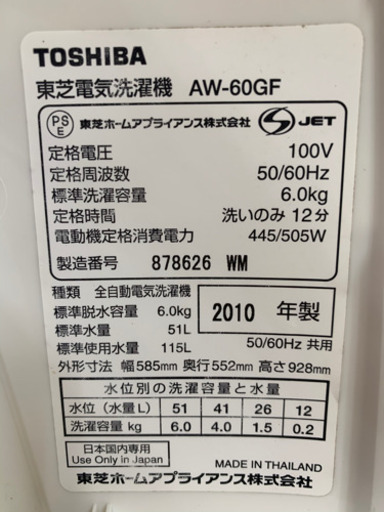 TOSHIBA
東芝電気洗濯機 AW-60GF
PS E 東芝ホームアプライアンス株式会社 S JET
定格電圧 100V
定格周波数 50/60Hz
標準洗濯容量 6.0kg
定格時間 洗いのみ 12分
電動機定格消費電力 445/505W
製造番号 878626 WM
種類 全自動電気洗濯機
標準脱水容量 6.0kg
標準水量 51L
標準使用水量 115L
2010 年製
50/60Hz 共用
外形寸法 幅585mm 奥行552mm 高さ928mm
水位別の洗濯容量と水量
水位(水量L) 51 41 26 12
洗濯容量 kg 6.0 4.0 1.5 0.2
日本国内専用
Use Only in Japan
MADE IN THAILAND
東芝ホームアプライアンス株式会社